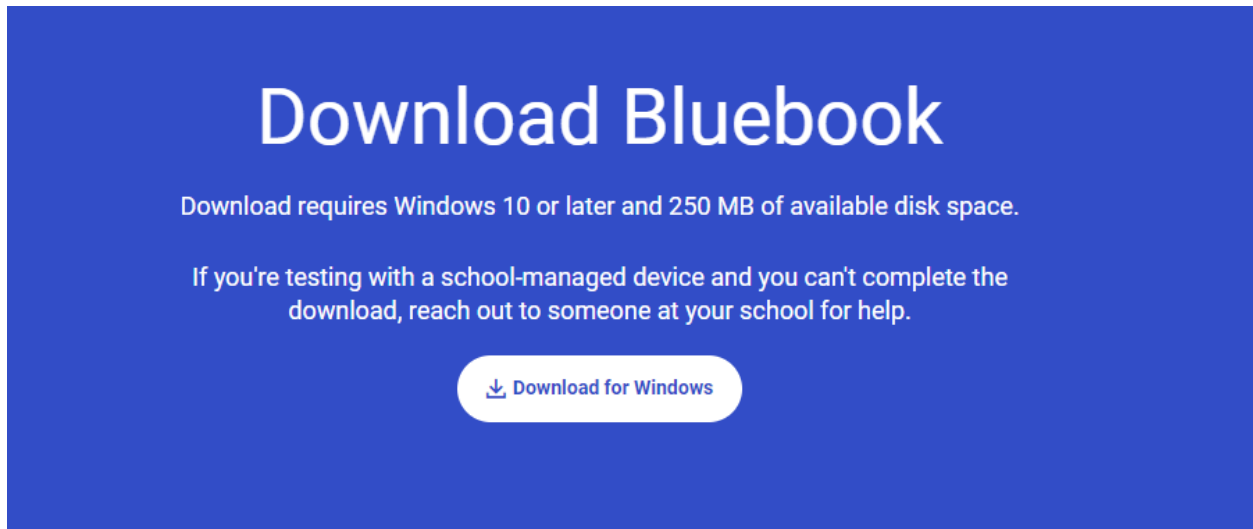 Download Bluebook
Download requires Windows 10 or later and 250 MB of available disk space.
If you're testing with a school-managed device and you can't complete the
download, reach out to someone at your school for help.
Download for Windows